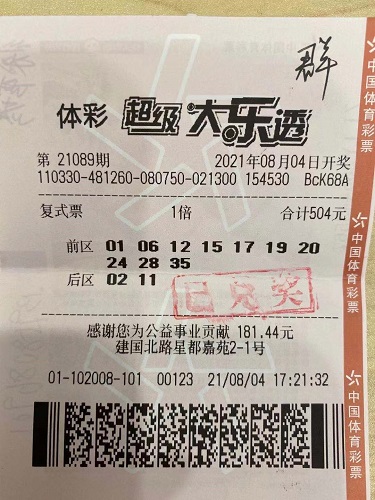 群
体彩 超级大乐透
第 21089期 2021年08月04日开奖
110330-481260-080750-021300 154530 BcK68A
复式票 1倍 合计504元
前区 01 06 12 15 17 19 20
24 28 35
后区 02 11
已兑奖
感谢您为公益事业贡献 181.44元
建国北路星都嘉苑2-1号
01-102008-101 00123 21/08/04 17:21:32
中国体育彩票
中国体育彩票
中国体育彩票